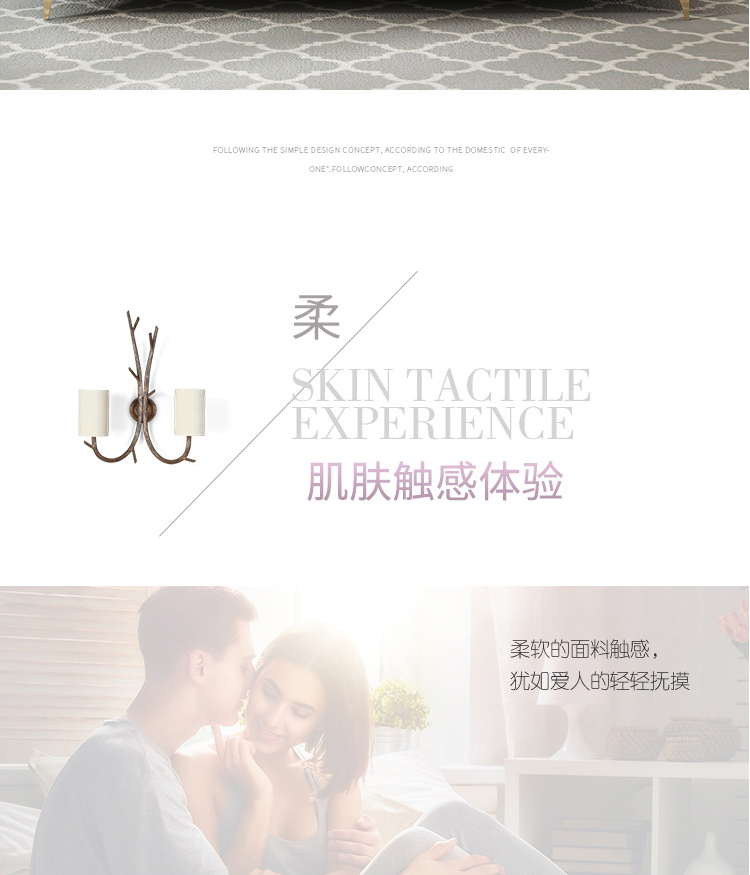 FOLLOWING THE SIMPLE DESIGN CONCEPT, ACCORDING TO THE DOMESTIC OF EVERY-
ONE".FOLLOWCONCEPT, ACCORDING
柔
SKIN TACTILE
EXPERIENCE
肌肤触感体验
柔软的面料触感，
犹如爱人的轻轻抚摸